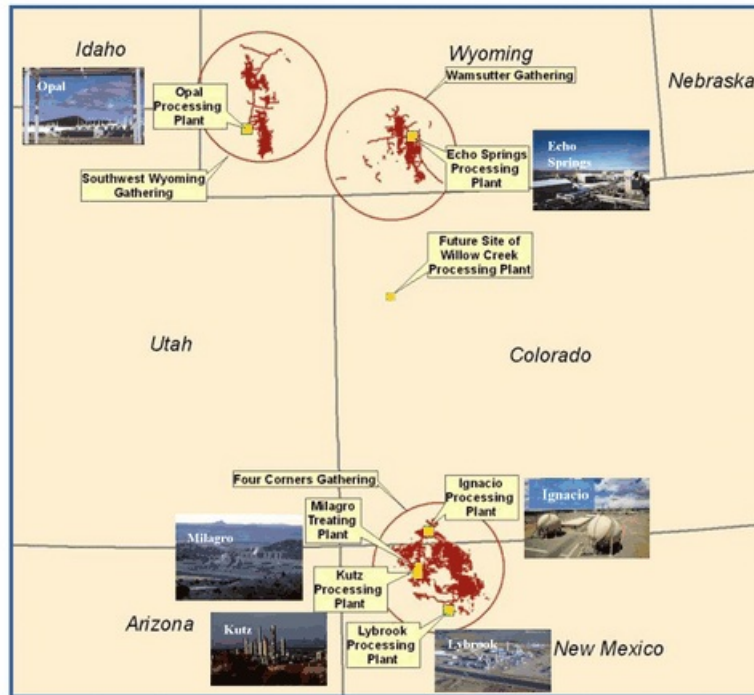 Idaho
Wyoming
Nebraska
Wamsutter Gathering
Opal
Opal
Processing
Plant
Echo Springs
Processing
Plant
Echo
Springs
Southwest Wyoming
Gathering
Future Site of
Willow Creek
Processing Plant
Utah
Colorado
Four Corners Gathering
Ignacio
Processing
Plant
Ignacio
Milagro
Treating
Plant
Milagro
Kutz
Processing
Plant
Arizona
Kutz
Lybrook
Processing
Plant
Lybrook
New Mexico